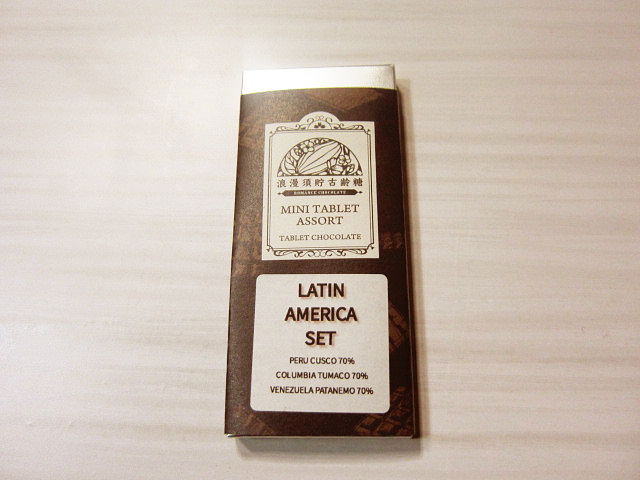 浪漫須貯古齢糖
ROMANCE CHOCOLATE
MINI TABLET
ASSORT
TABLET CHOCOLATE
LATIN
AMERICA
SET
PERU CUSCO 70%
COLUMBIA TUMACO 70%
VENEZUELA PATANEMO 70%